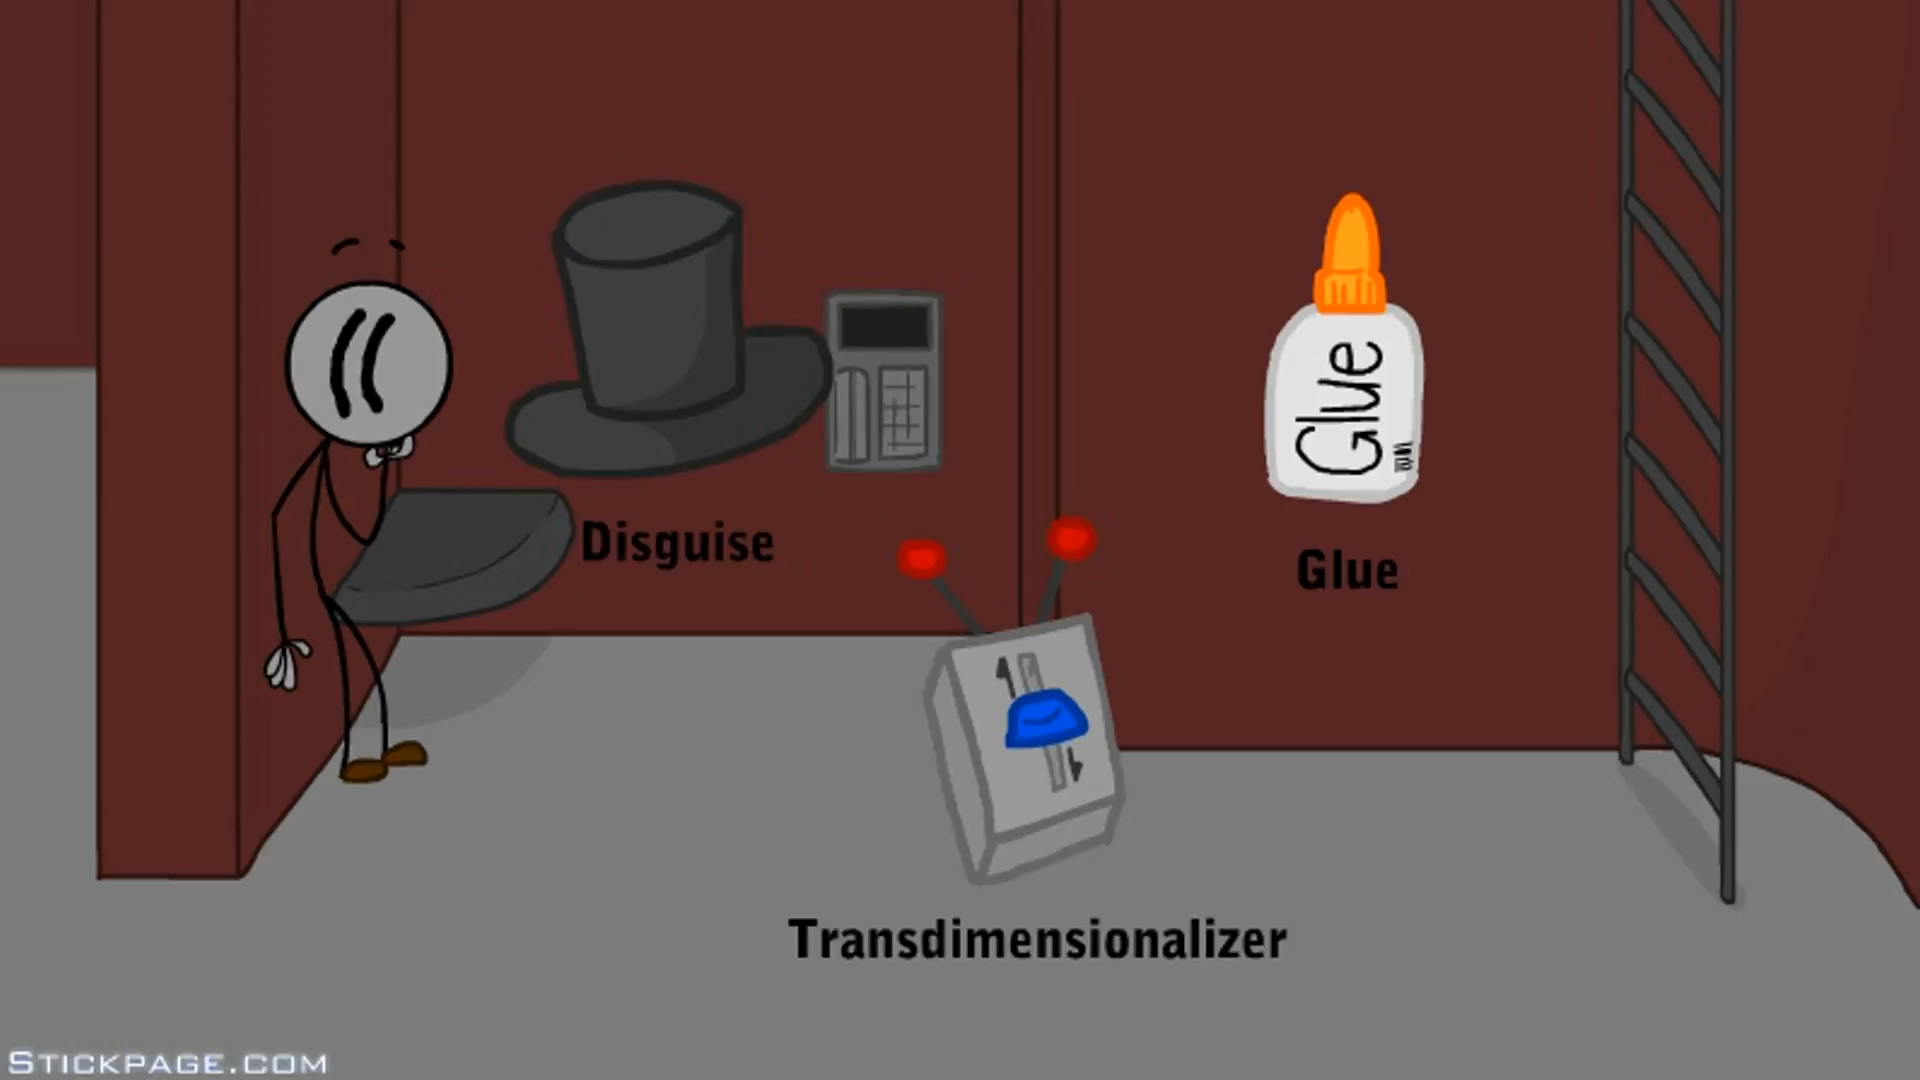 Glue
Disguise
Glue
Transdimensionalizer
STICKPAGE.COM